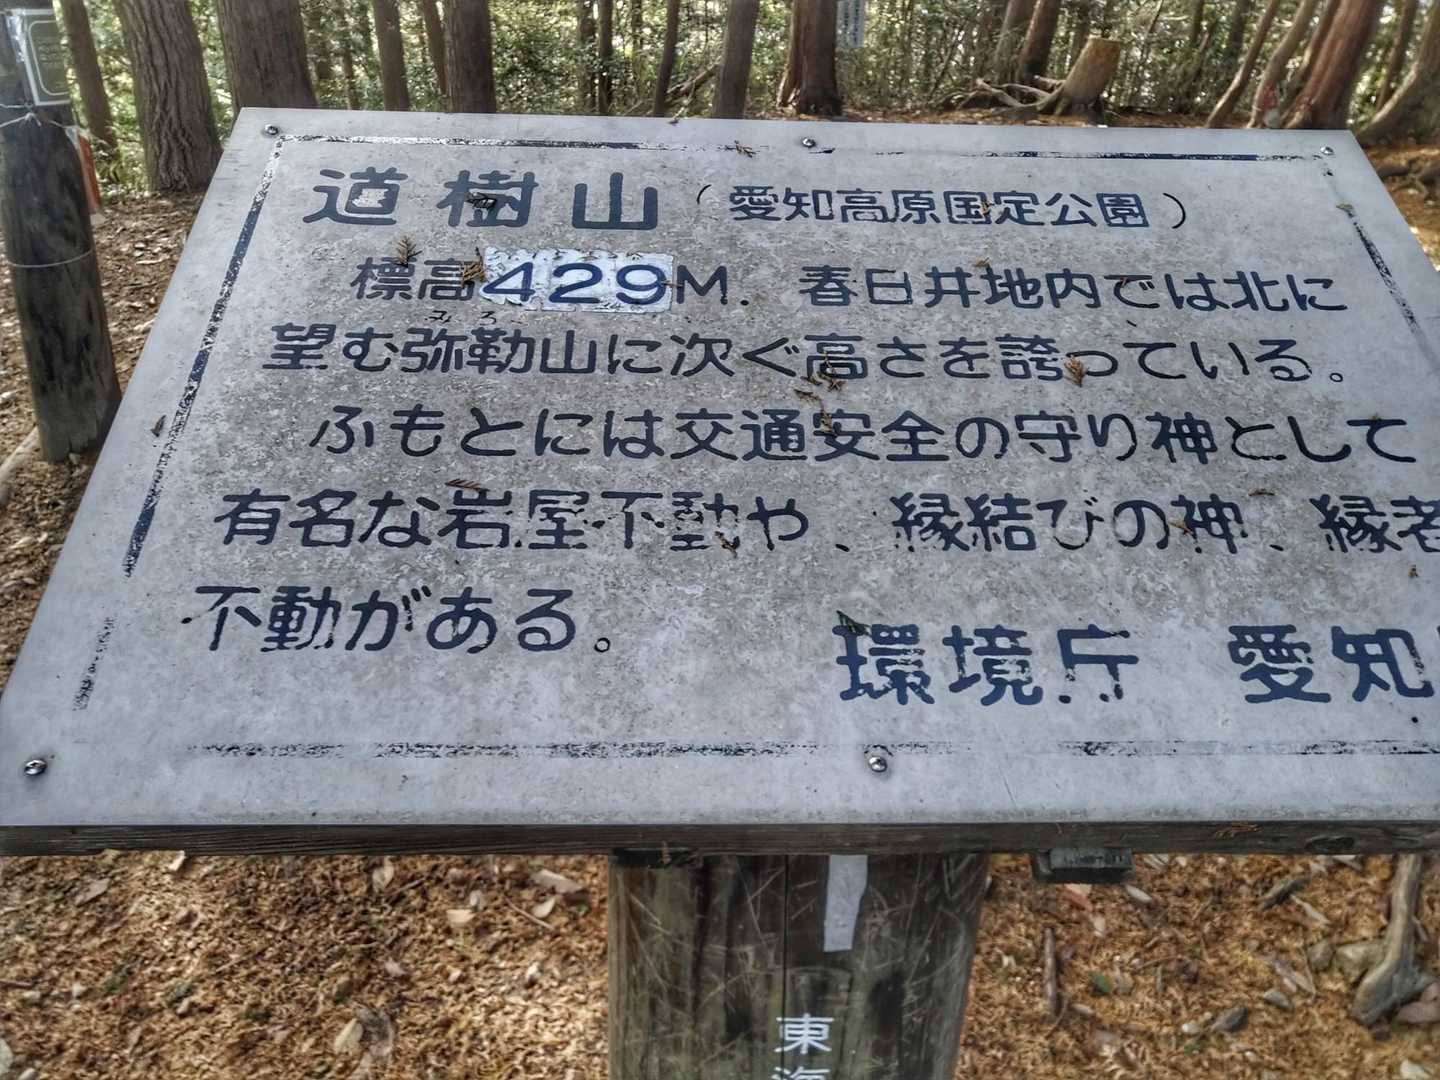 道樹山（愛知高原国定公園）
標高429M．春日井地内では北に
みろ
望む弥勒山に次ぐ高さを誇っている。
ふもとには交通安全の守り神として
有名な岩屋不動や、縁結びの神、縁者
不動がある。
環境庁 愛知
東海